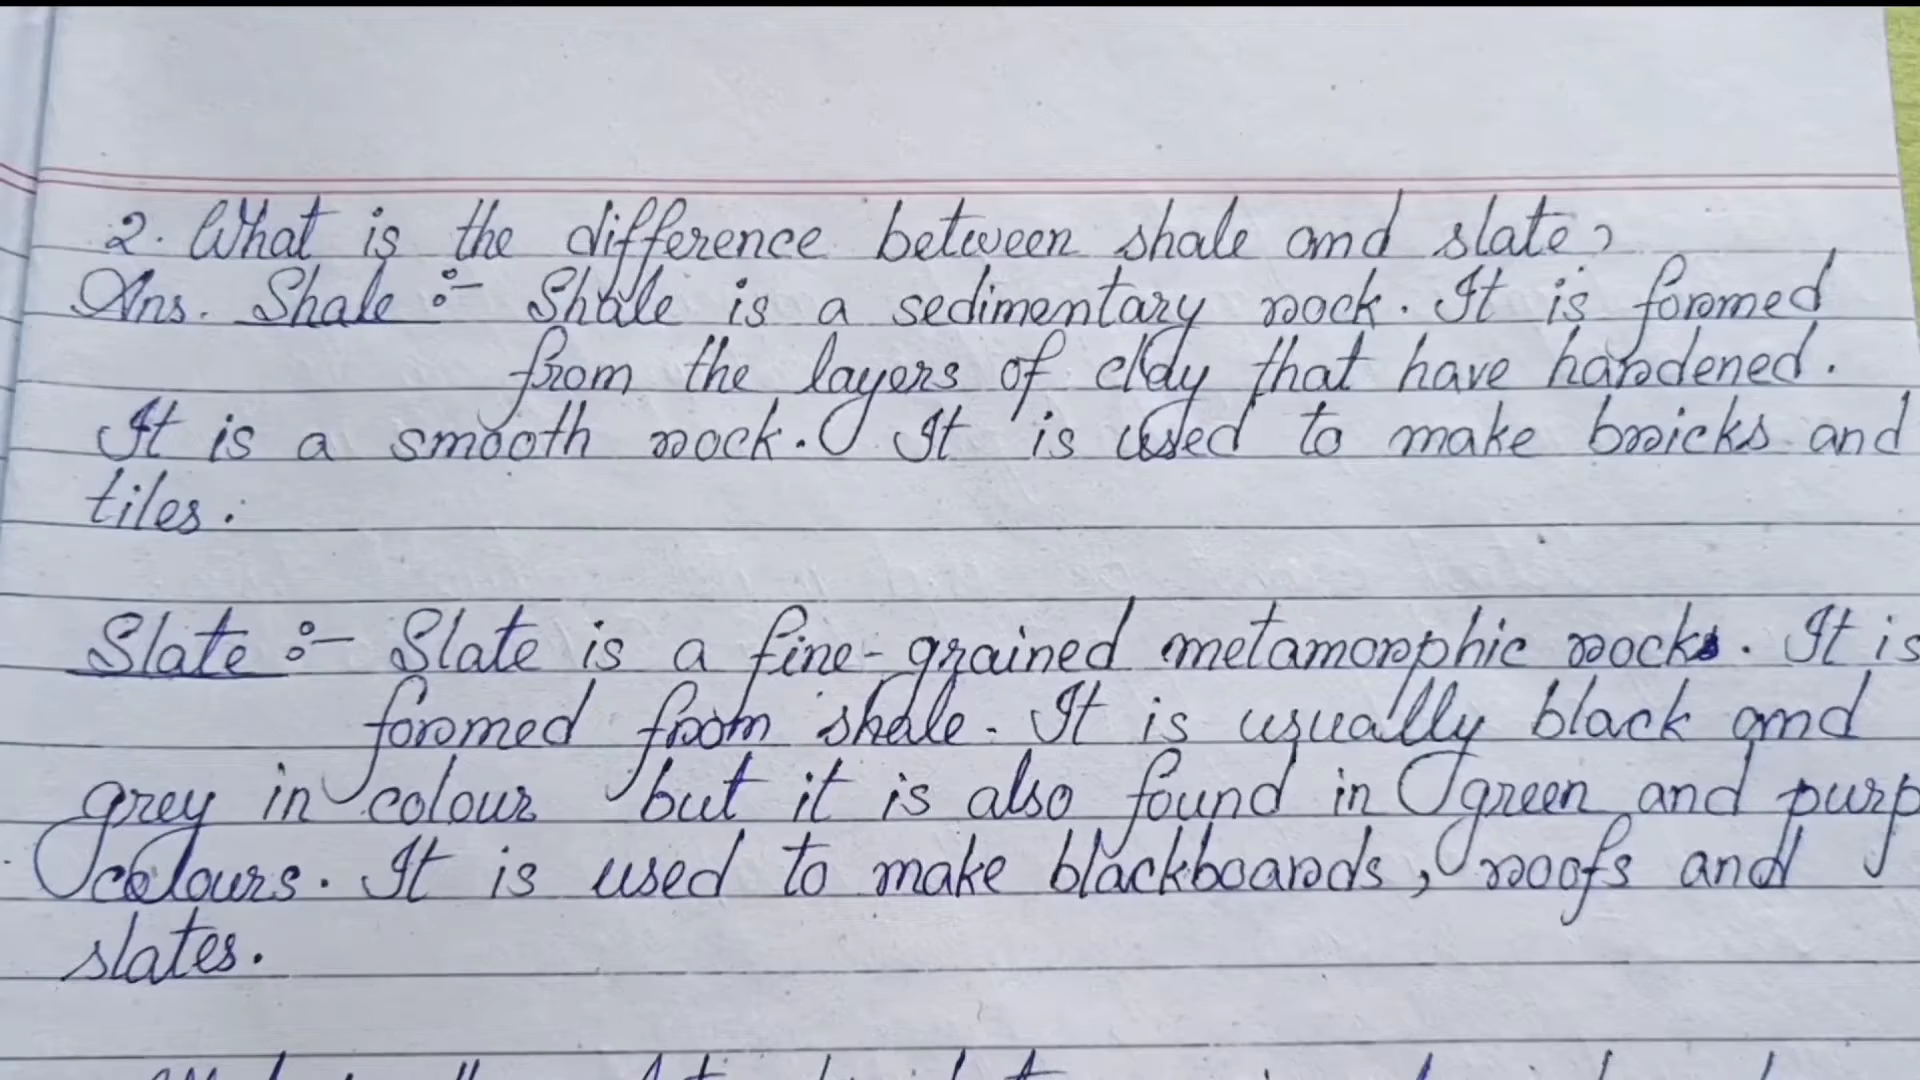 2. What is the difference between shale and slate?
Ans. Shale :- Shale is a sedimentary rock. It is formed
from the layers of clay that have hardened.
It is a smooth rock. It is used to make bricks and
tiles.
Slate :- Slate is a fine-grained metamorphic rock. It is
formed from shale. It is usually black and
grey in colour but it is also found in green and purp
colours. It is used to make blackboards, roofs and
slates.